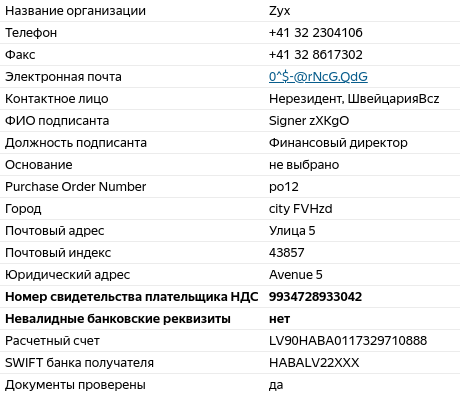 Название организации Zyx
Телефон +41 32 2304106
Факс +41 32 8617302
Электронная почта 0^$-@rNcG.QdG
Контактное лицо Нерезидент, ШвейцарияBcz
ФИО подписанта Signer zXKgO
Должность подписанта Финансовый директор
Основание не выбрано
Purchase Order Number po12
Город city FVHzd
Почтовый адрес Улица 5
Почтовый индекс 43857
Юридический адрес Avenue 5
Номер свидетельства плательщика НДС 9934728933042
Невалидные банковские реквизиты нет
Расчетный счет LV90HABA0117329710888
SWIFT банка получателя HABALV22XXX
Документы проверены да